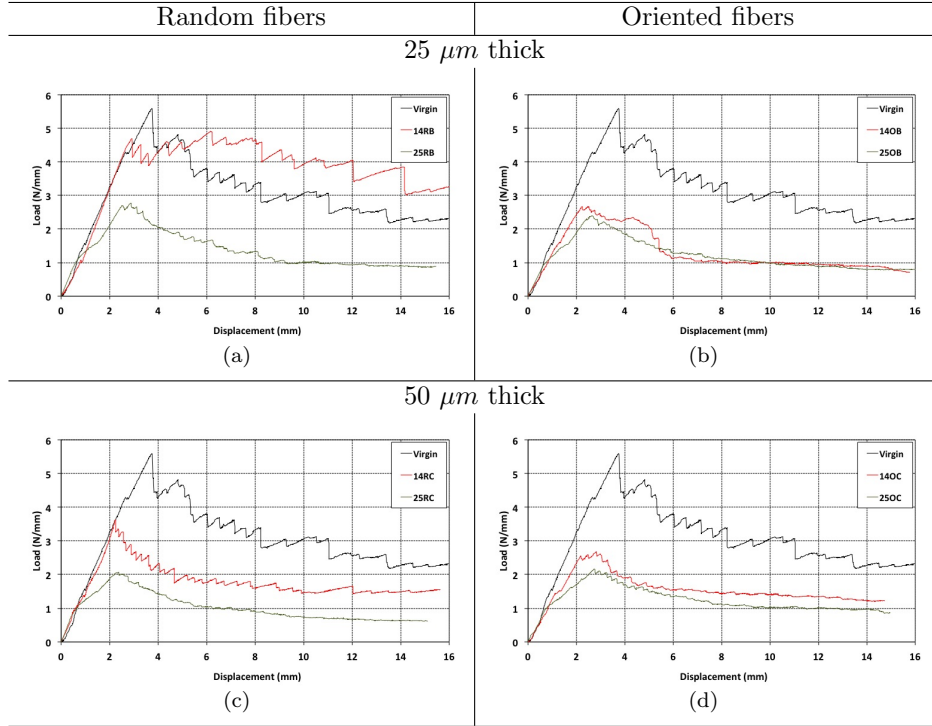 Random fibers Oriented fibers
25 μm thick
6
5
4
3
2
1
0
Load (N/mm)
0 2 4 6 8 10 12 14 16
Displacement (mm)
Virgin
14RB
25RB
(a)
6
5
4
3
2
1
0
Load (N/mm)
0 2 4 6 8 10 12 14 16
Displacement (mm)
Virgin
14OB
25OB
(b)
50 μm thick
6
5
4
3
2
1
0
Load (N/mm)
0 2 4 6 8 10 12 14 16
Displacement (mm)
Virgin
14RC
25RC
(c)
6
5
4
3
2
1
0
Load (N/mm)
0 2 4 6 8 10 12 14 16
Displacement (mm)
Virgin
14OC
25OC
(d)